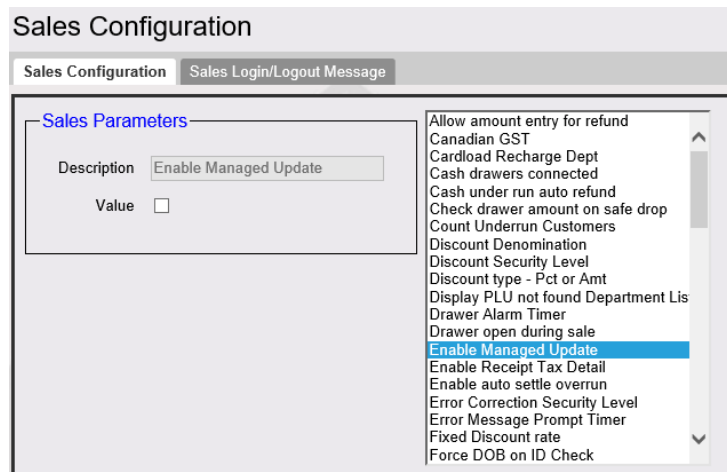 Sales Configuration
Sales Configuration
Sales Login/Logout Message
Sales Parameters
Description
Enable Managed Update
Value
Allow amount entry for refund
Canadian GST
Cardload Recharge Dept
Cash drawers connected
Cash under run auto refund
Check drawer amount on safe drop
Count Underrun Customers
Discount Denomination
Discount Security Level
Discount type - Pct or Amt
Display PLU not found Department Lis
Drawer Alarm Timer
Drawer open during sale
Enable Managed Update
Enable Receipt Tax Detail
Enable auto settle overrun
Error Correction Security Level
Error Message Prompt Timer
Fixed Discount rate
Force DOB on ID Check